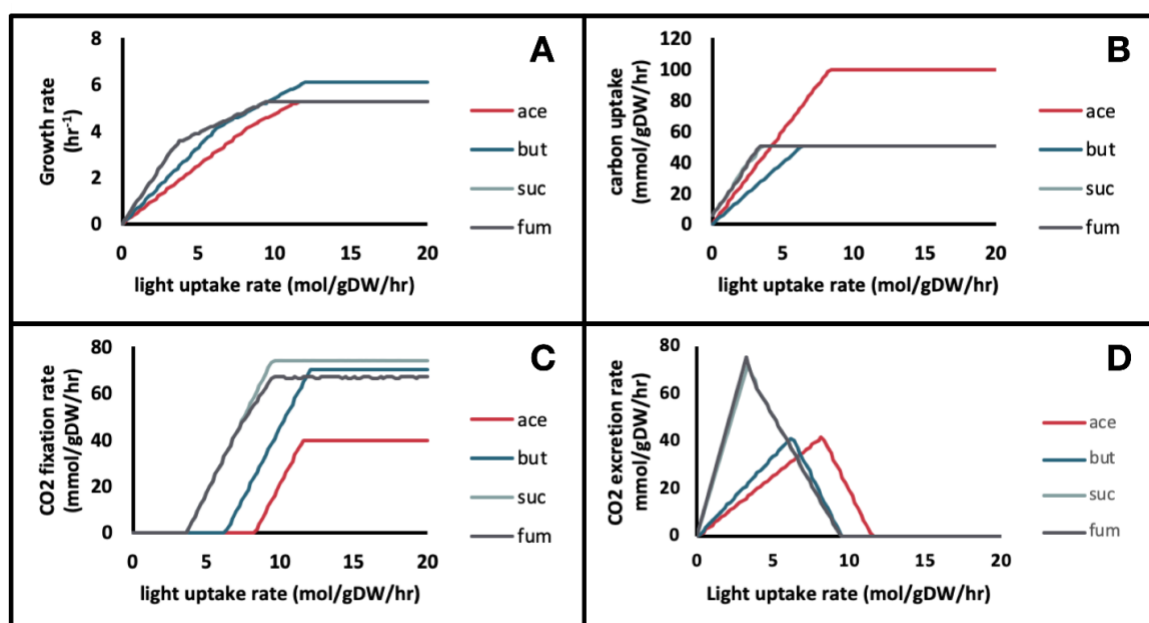 A
Growth rate
(hr-1)
8
6
4
2
0
0 5 10 15 20
light uptake rate (mol/gDW/hr)
ace
but
suc
fum
B
carbon uptake
(mmol/gDW/hr)
120
100
80
60
40
20
0
0 5 10 15 20
light uptake rate (mol/gDW/hr)
ace
but
suc
fum
C
CO2 fixation rate
(mmol/gDW/hr)
80
60
40
20
0
0 5 10 15 20
light uptake rate (mol/gDW/hr)
ace
but
suc
fum
D
CO2 excretion rate
mmol/gDW/hr)
80
60
40
20
0
0 5 10 15 20
Light uptake rate (mol/gDW/hr)
ace
but
suc
fum